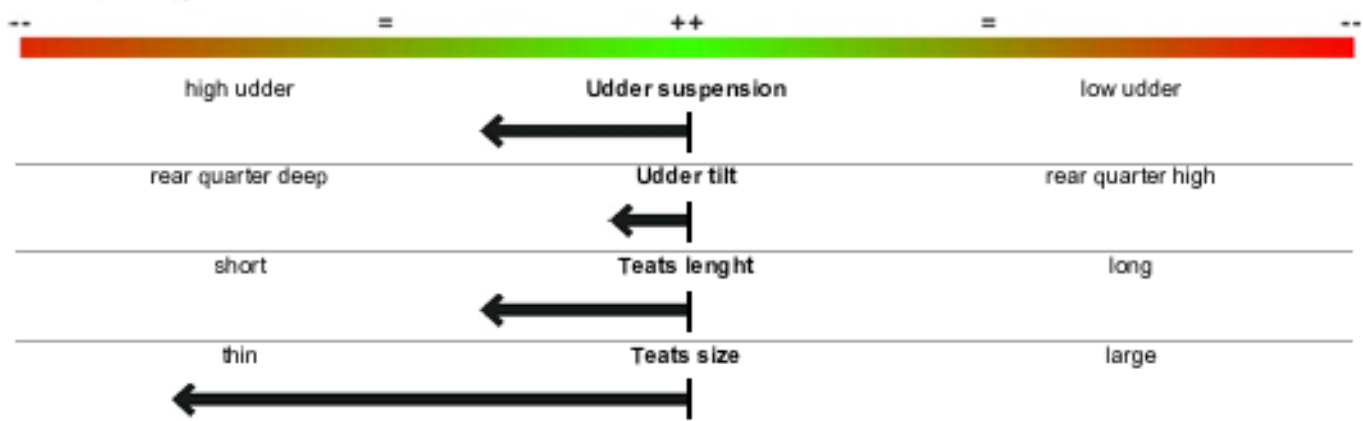 -- = ++ = --
high udder Udder suspension low udder
rear quarter deep Udder tilt rear quarter high
short Teats lenght long
thin Teats size large